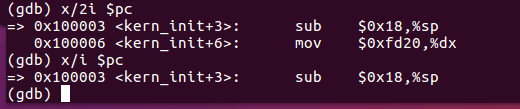 (gdb) x/2i $pc
=> 0x100003 <kern_init+3>:      sub    $0x18,%sp
   0x100006 <kern_init+6>:      mov    $0xfd20,%dx
(gdb) x/i $pc
=> 0x100003 <kern_init+3>:      sub    $0x18,%sp
(gdb)